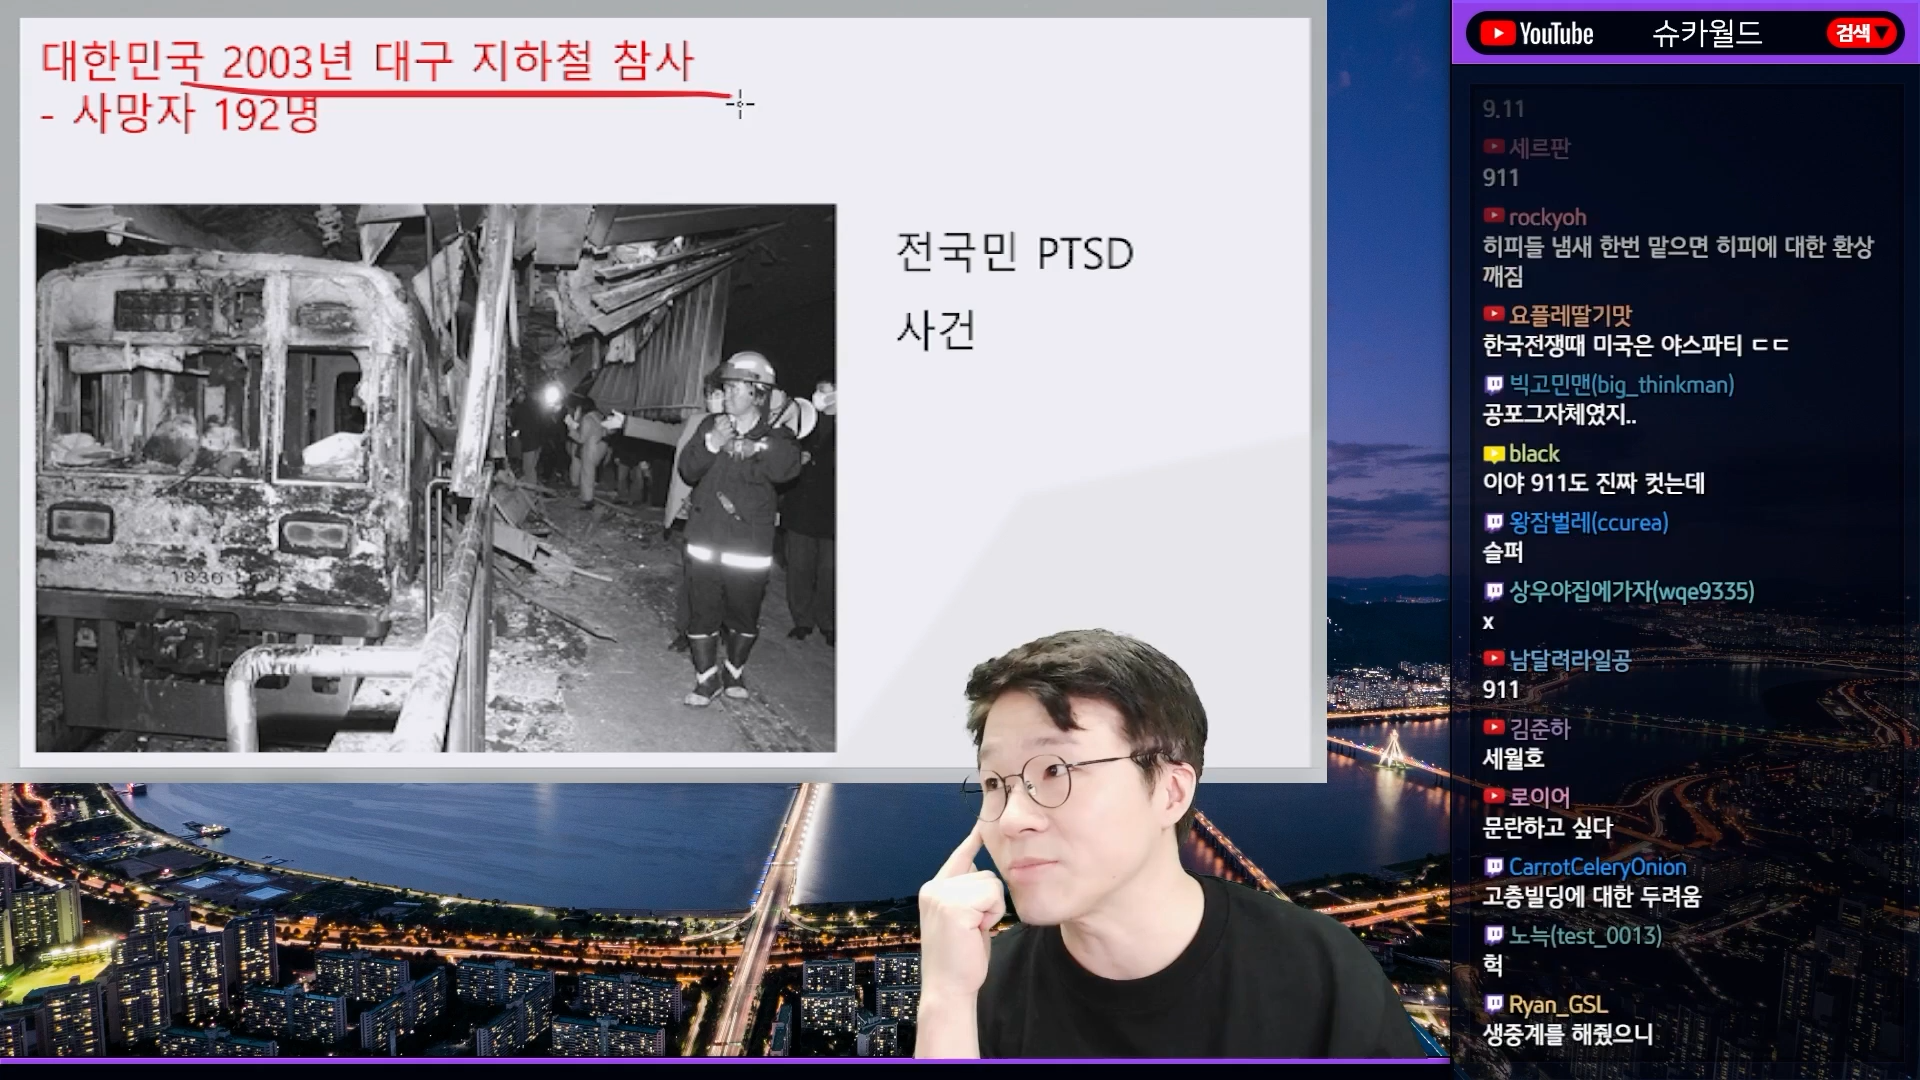 대한민국 2003년 대구 지하철 참사
- 사망자 192명
전국민 PTSD
사건
1830
YouTube
슈카월드
검색
9.11
세르판
911
rockyoh
히피들 냄새 한번 맡으면 히피에 대한 환상
깨짐
요플레딸기맛
한국전쟁때 미국은 야스파티 ㄷㄷ
빅고민맨(big_thinkman)
공포그자체였지..
black
이야 911도 진짜 컷는데
왕잠벌레(ccurea)
슬퍼
상우야집에가자(wqe9335)
x
남달려라일공
911
김준하
세월호
로이어
문란하고 싶다
CarrotCeleryOnion
고층빌딩에 대한 두려움
노늑(test_0013)
헉
Ryan_GSL
생중계를 해줬으니